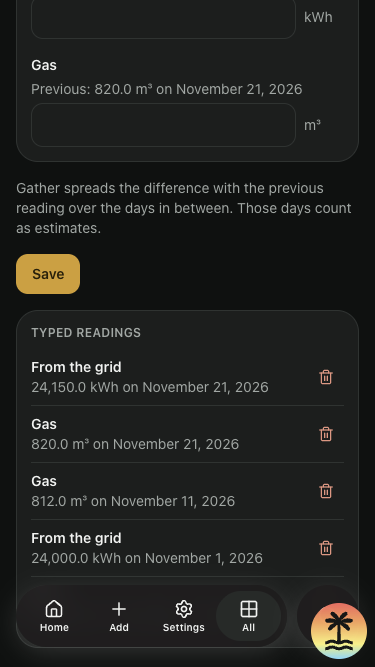 kWh
Gas
Previous: 820.0 m³ on November 21, 2026
m³
Gather spreads the difference with the previous
reading over the days in between. Those days count
as estimates.
Save
TYPED READINGS
From the grid
24,150.0 kWh on November 21, 2026
Gas
820.0 m³ on November 21, 2026
Gas
812.0 m³ on November 11, 2026
From the grid
24,000.0 kWh on November 1, 2026
Home
Add
Settings
All